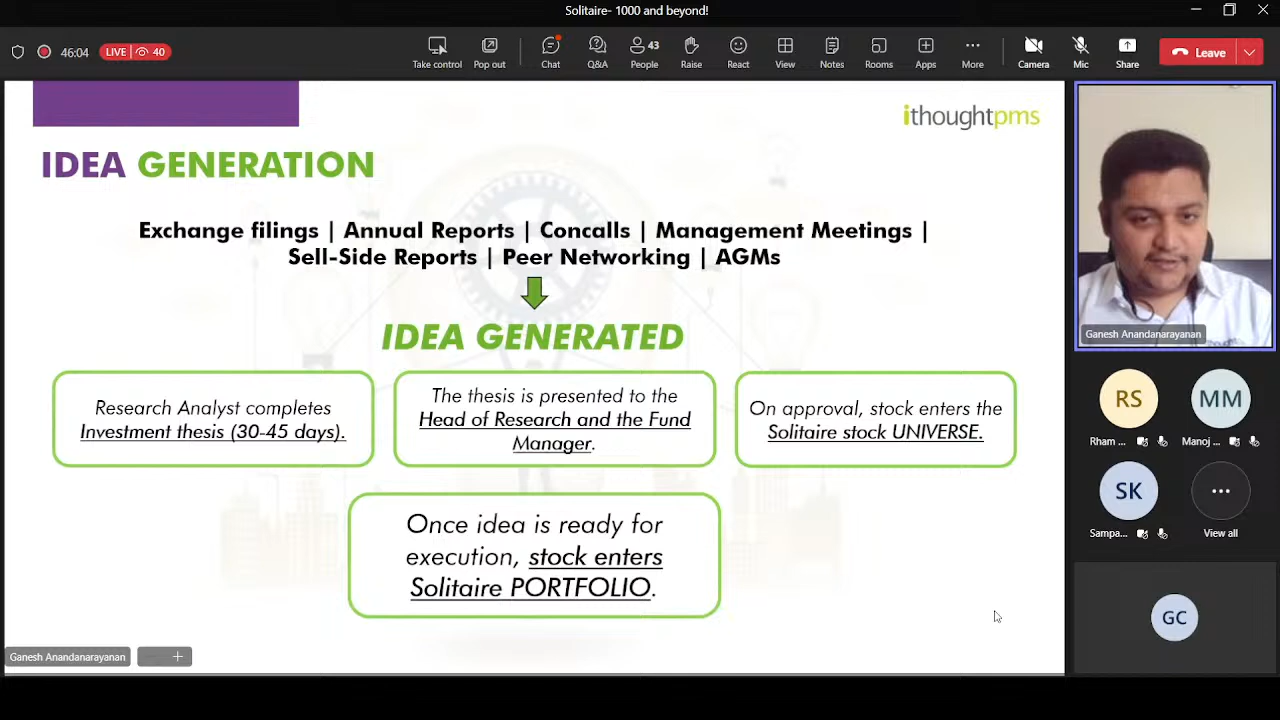 Solitaire- 1000 and beyond!
46:04
LIVE 40
Take control
Pop out
Chat
Q&A
43
People
Raise
React
View
Notes
Rooms
Apps
More
Camera
Mic
Share
Leave
ithoughtpms
IDEA GENERATION
Exchange filings | Annual Reports | Concalls | Management Meetings |
Sell-Side Reports | Peer Networking | AGMs
IDEA GENERATED
Research Analyst completes
Investment thesis (30-45 days).
The thesis is presented to the
Head of Research and the Fund
Manager.
On approval, stock enters the
Solitaire stock UNIVERSE.
Once idea is ready for
execution, stock enters
Solitaire PORTFOLIO.
Ganesh Anandanarayanan
Ganesh Anandanarayanan
RS
MM
Rham ...
Manoj ...
SK
Sampa...
View all
GC